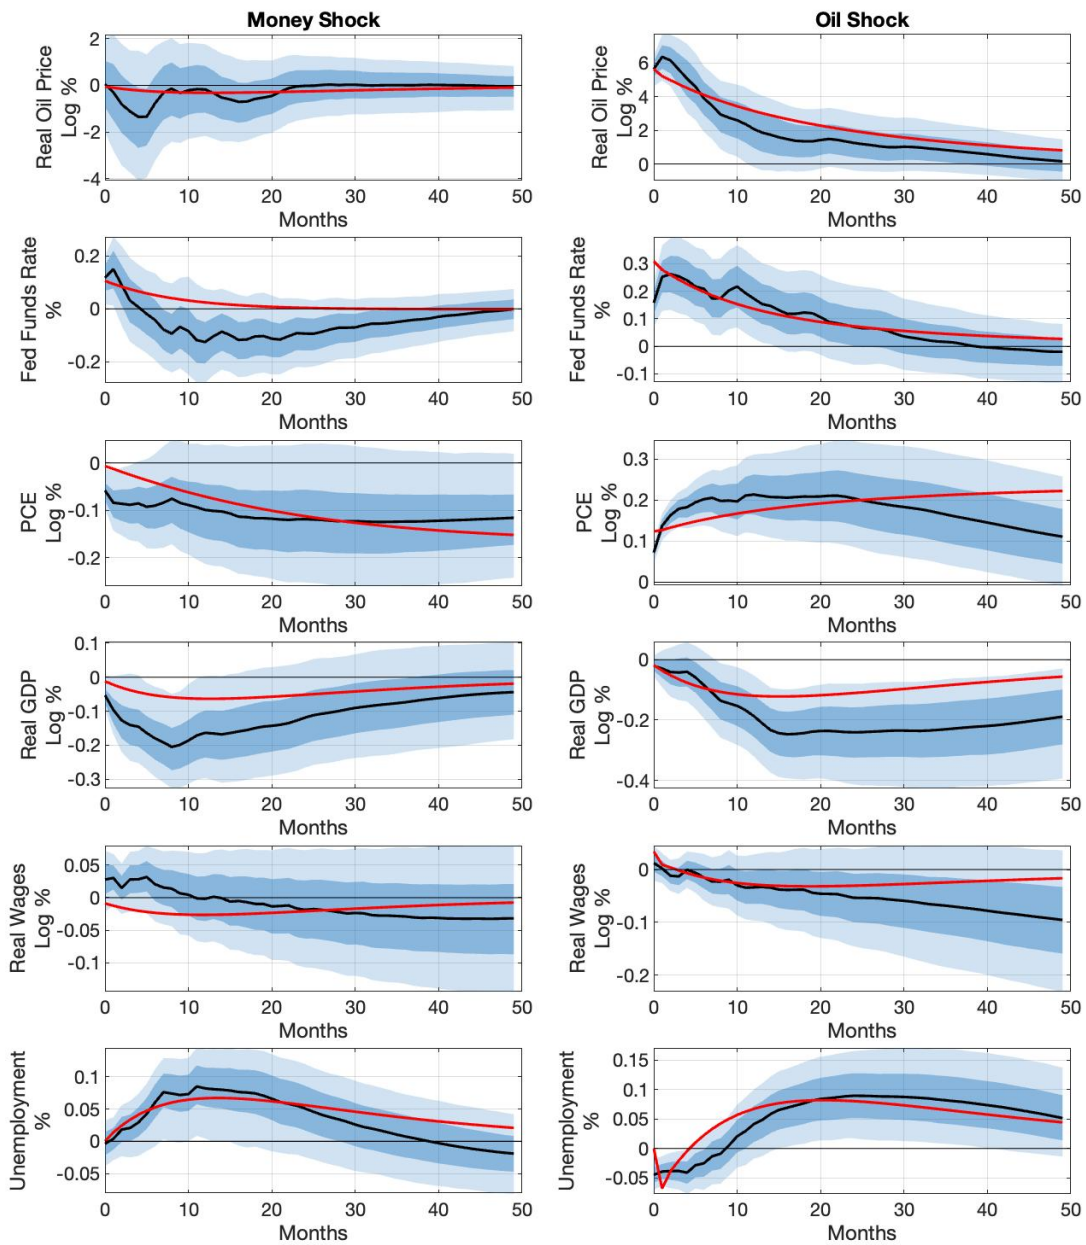 Money Shock
Real Oil Price
Log %
2
0
-2
-4
0 10 20 30 40 50
Months
Oil Shock
Real Oil Price
Log %
6
4
2
0
0 10 20 30 40 50
Months
Fed Funds Rate
%
0.2
0
-0.2
0 10 20 30 40 50
Months
Fed Funds Rate
%
0.3
0.2
0.1
0
-0.1
0 10 20 30 40 50
Months
PCE
Log %
0
-0.1
-0.2
0 10 20 30 40 50
Months
PCE
Log %
0.3
0.2
0.1
0
0 10 20 30 40 50
Months
Real GDP
Log %
0.1
0
-0.1
-0.2
-0.3
0 10 20 30 40 50
Months
Real GDP
Log %
0
-0.2
-0.4
0 10 20 30 40 50
Months
Real Wages
Log %
0.05
0
-0.05
-0.1
0 10 20 30 40 50
Months
Real Wages
Log %
0
-0.1
-0.2
0 10 20 30 40 50
Months
Unemployment
%
0.1
0.05
0
-0.05
0 10 20 30 40 50
Months
Unemployment
%
0.15
0.1
0.05
0
-0.05
0 10 20 30 40 50
Months